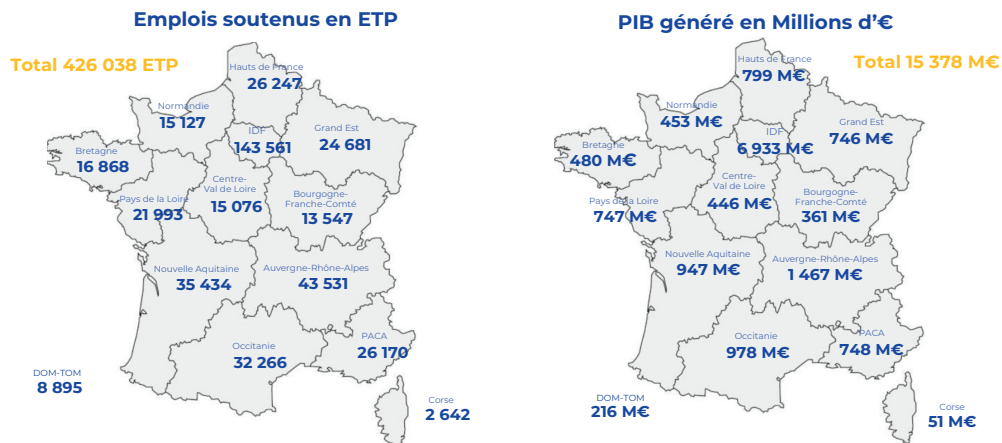 Emplois soutenus en ETP
Total 426 038 ETP
Hauts de France
26 247
Normandie
15 127
IDF
143 561
Grand Est
24 681
Bretagne
16 868
Centre-
Val de Loire
15 076
Pays de la Loire
21 993
Bourgogne-
Franche-Comté
13 547
Nouvelle Aquitaine
35 434
Auvergne-Rhône-Alpes
43 531
Occitanie
32 266
PACA
26 170
DOM-TOM
8 895
Corse
2 642
PIB généré en Millions d’€
Total 15 378 M€
Hauts de France
799 M€
Normandie
453 M€
IDF
6 933 M€
Grand Est
746 M€
Bretagne
480 M€
Centre-
Val de Loire
446 M€
Pays de la Loire
747 M€
Bourgogne-
Franche-Comté
361 M€
Nouvelle Aquitaine
947 M€
Auvergne-Rhône-Alpes
1 467 M€
Occitanie
978 M€
PACA
748 M€
DOM-TOM
216 M€
Corse
51 M€